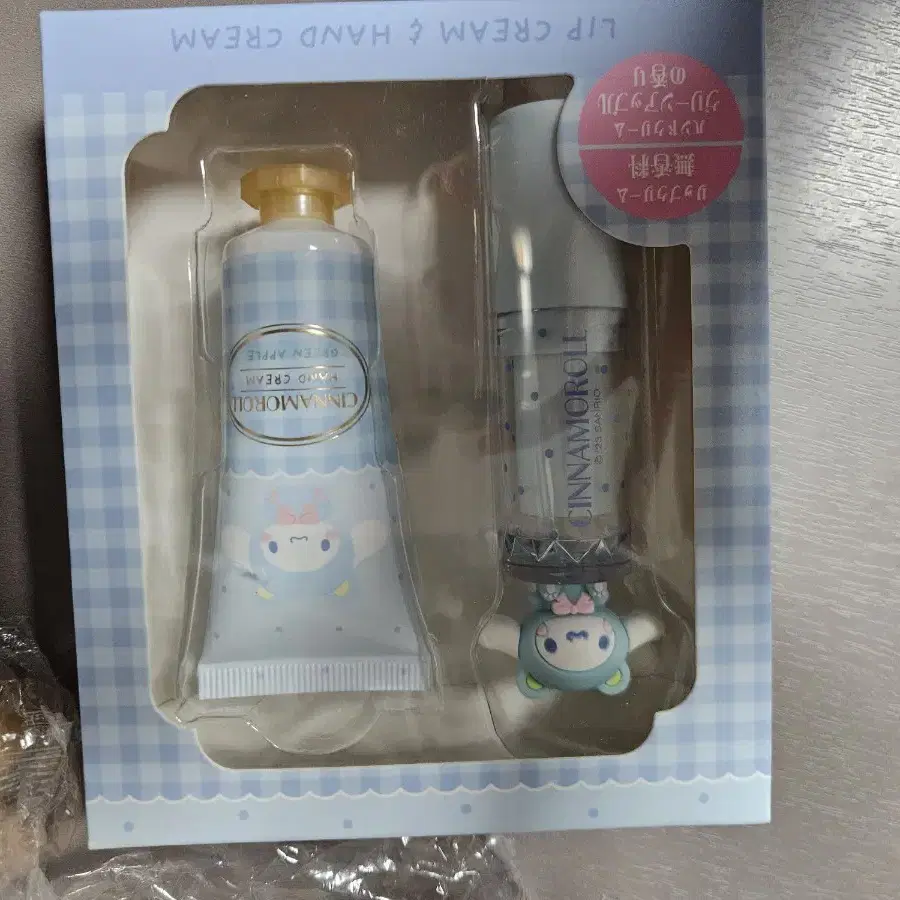 LIP CREAM & HAND CREAM
リップクリーム
無香料
ハンドクリーム
グリーンアップル
の香り
CINNAMOROLL
HAND CREAM
GREEN APPLE
CINNAMOROLL
© '25 SANRIO